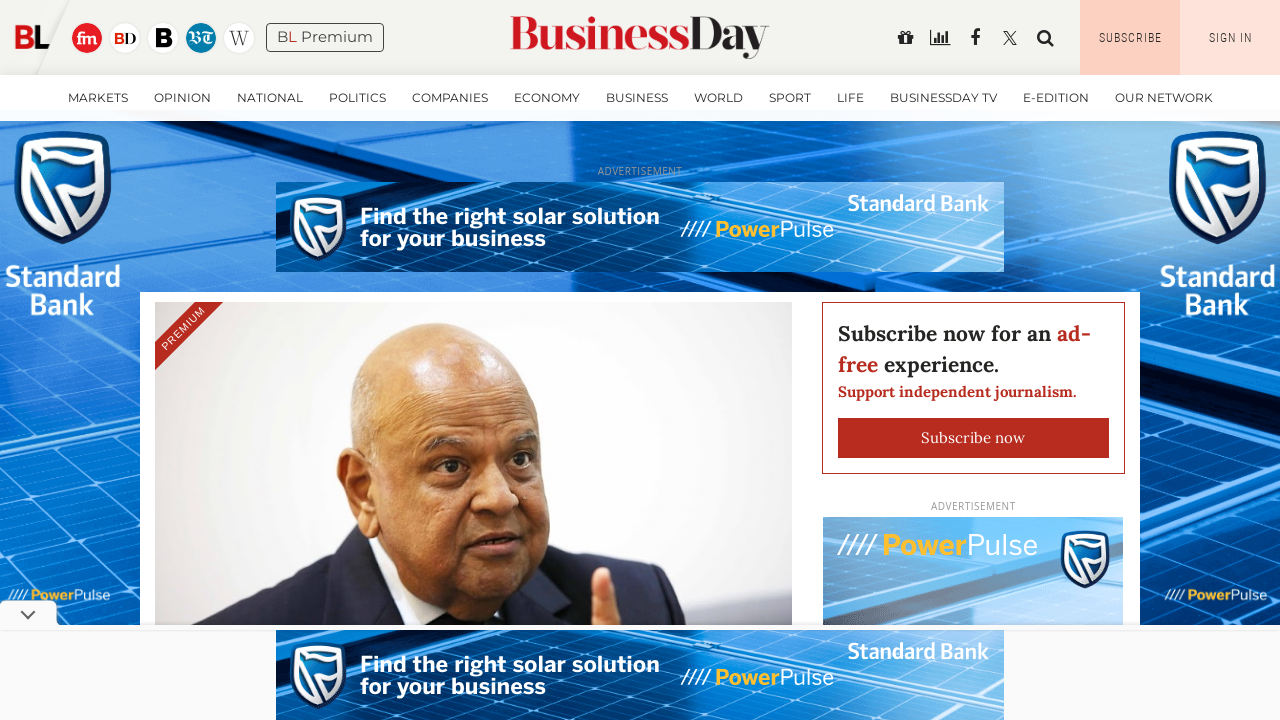 BL
fm
BD
B
BT
W
BL Premium
BusinessDay
SUBSCRIBE
SIGN IN
MARKETS
OPINION
NATIONAL
POLITICS
COMPANIES
ECONOMY
BUSINESS
WORLD
SPORT
LIFE
BUSINESSDAY TV
E-EDITION
OUR NETWORK
Standard
Bank
//// PowerPulse
ADVERTISEMENT
Find the right solar solution
for your business
//// PowerPulse
Standard Bank
Standard
Bank
//// PowerPulse
PREMIUM
Subscribe now for an ad-
free experience.
Support independent journalism.
Subscribe now
ADVERTISEMENT
//// PowerPulse
Find the right solar solution
for your business
//// PowerPulse
Standard Bank